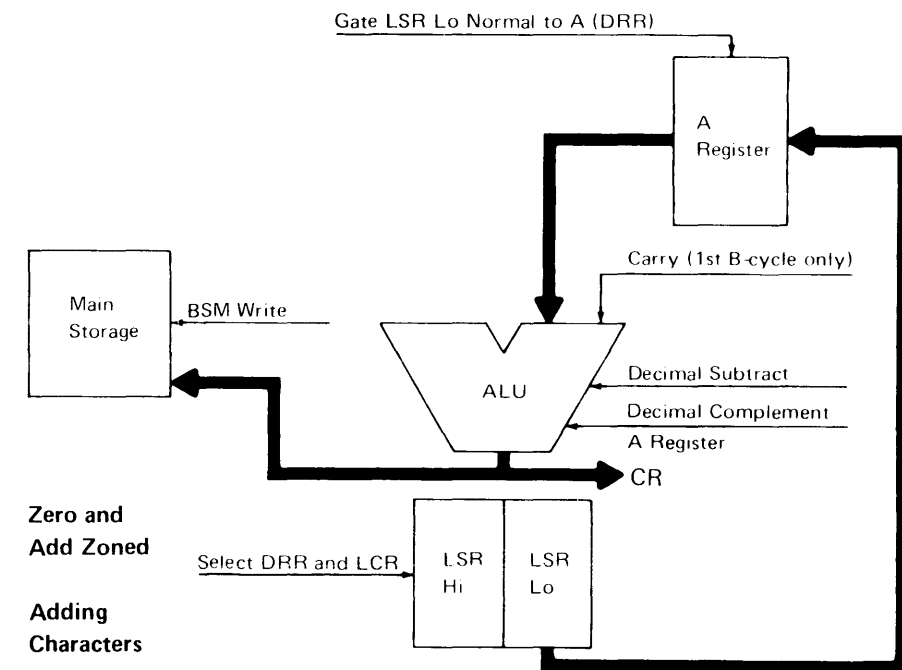 Gate LSR Lo Normal to A (DRR)
A
Register
Carry (1st B-cycle only)
Main
Storage
BSM Write
ALU
Decimal Subtract
Decimal Complement
A Register
CR
Zero and
Add Zoned
Select DRR and LCR
LSR
Hi
LSR
Lo
Adding
Characters